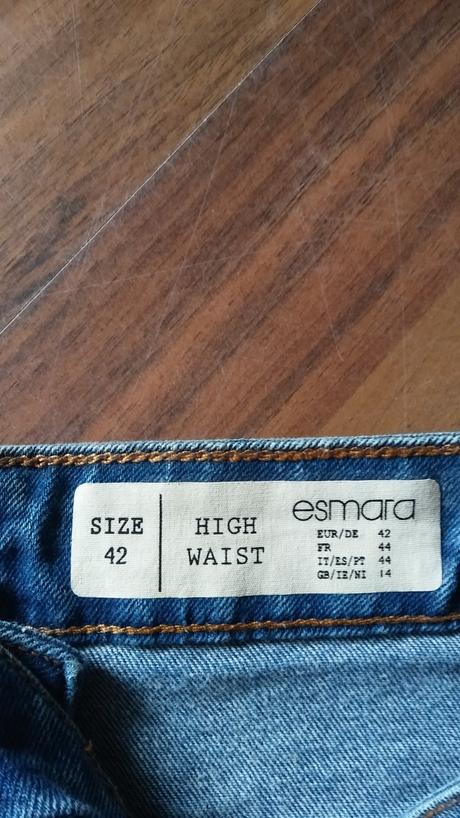 SIZE
42
HIGH
WAIST
esmara
EUR/DE 42
FR 44
IT/ES/PT 44
GB/IE/NI 14